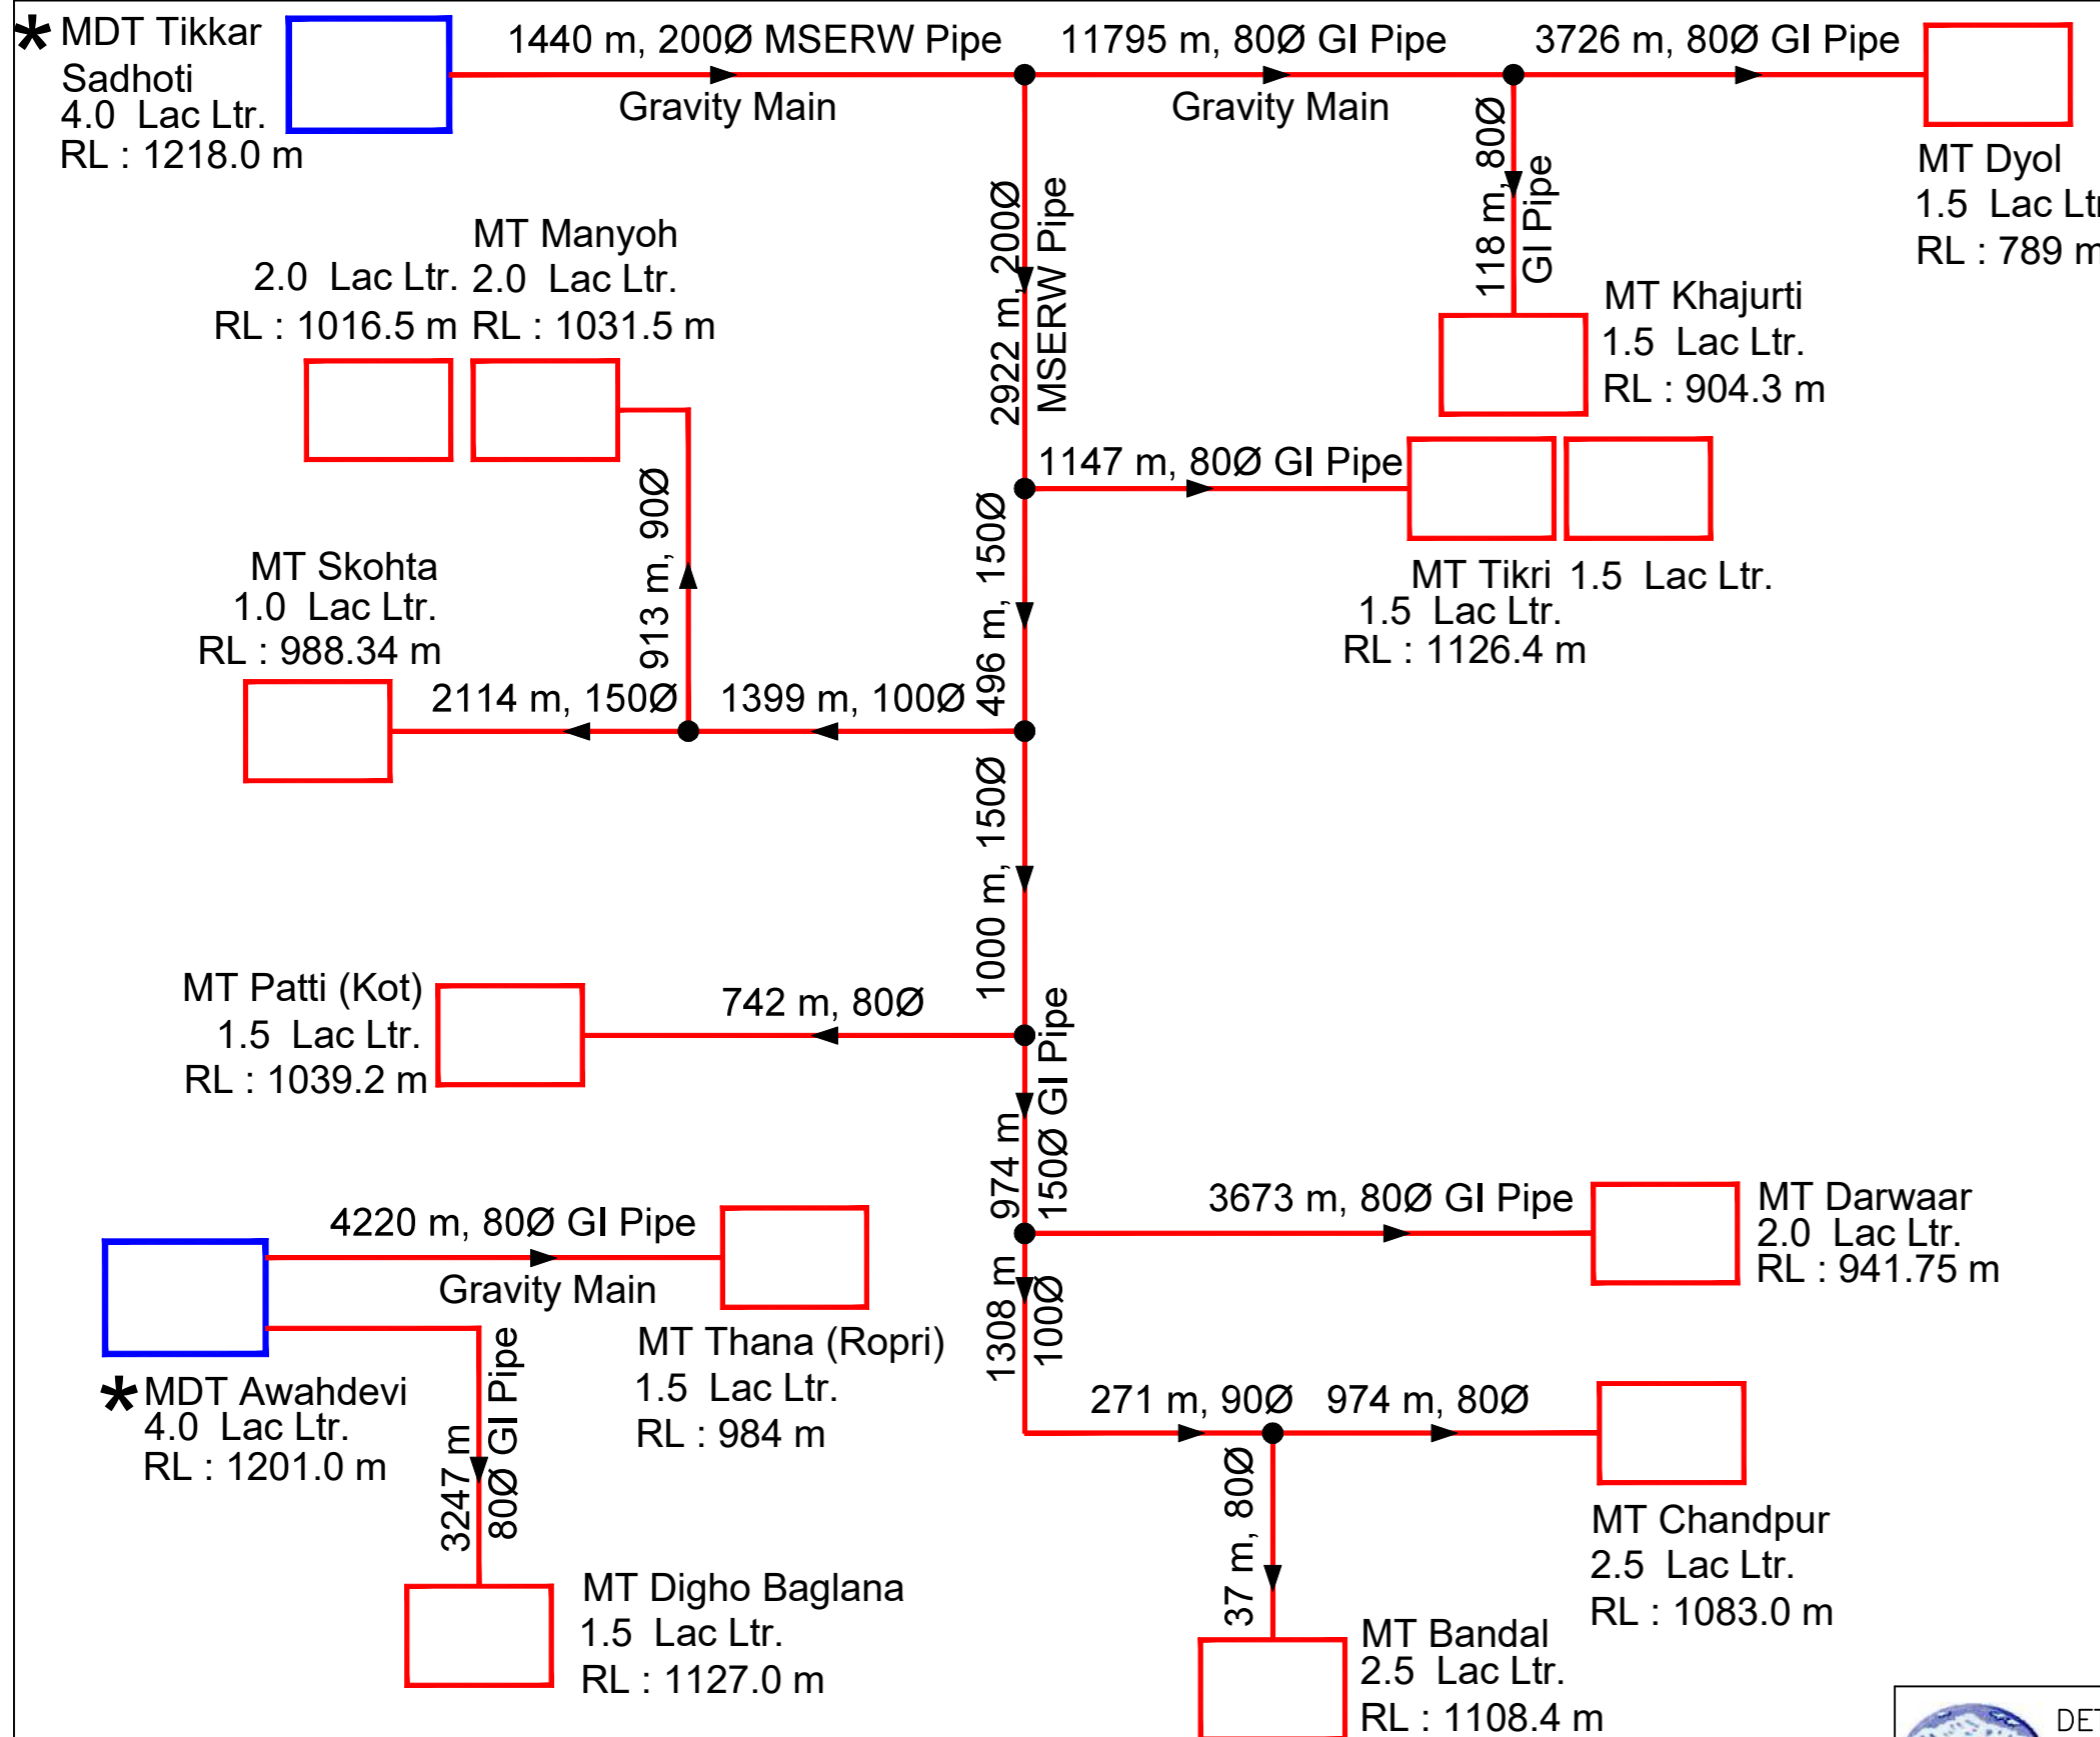 * MDT Tikkar
Sadhoti
4.0 Lac Ltr.
RL : 1218.0 m
1440 m, 200Ø MSERW Pipe
Gravity Main
11795 m, 80Ø GI Pipe
Gravity Main
3726 m, 80Ø GI Pipe
MT Dyol
1.5 Lac Ltr
RL : 789 m
118 m, 80Ø
GI Pipe
MT Khajurti
1.5 Lac Ltr.
RL : 904.3 m
2922 m, 200Ø
MSERW Pipe
MT Manyoh
2.0 Lac Ltr.
RL : 1031.5 m
2.0 Lac Ltr.
RL : 1016.5 m
1147 m, 80Ø GI Pipe
MT Tikri
1.5 Lac Ltr.
RL : 1126.4 m
1.5 Lac Ltr.
913 m, 90Ø
496 m, 150Ø
MT Skohta
1.0 Lac Ltr.
RL : 988.34 m
2114 m, 150Ø
1399 m, 100Ø
1000 m, 150Ø
MT Patti (Kot)
1.5 Lac Ltr.
RL : 1039.2 m
742 m, 80Ø
974 m
150Ø GI Pipe
3673 m, 80Ø GI Pipe
MT Darwaar
2.0 Lac Ltr.
RL : 941.75 m
4220 m, 80Ø GI Pipe
Gravity Main
MT Thana (Ropri)
1.5 Lac Ltr.
RL : 984 m
* MDT Awahdevi
4.0 Lac Ltr.
RL : 1201.0 m
3247 m
80Ø GI Pipe
1308 m
100Ø
271 m, 90Ø
974 m, 80Ø
37 m, 80Ø
MT Chandpur
2.5 Lac Ltr.
RL : 1083.0 m
MT Digho Baglana
1.5 Lac Ltr.
RL : 1127.0 m
MT Bandal
2.5 Lac Ltr.
RL : 1108.4 m